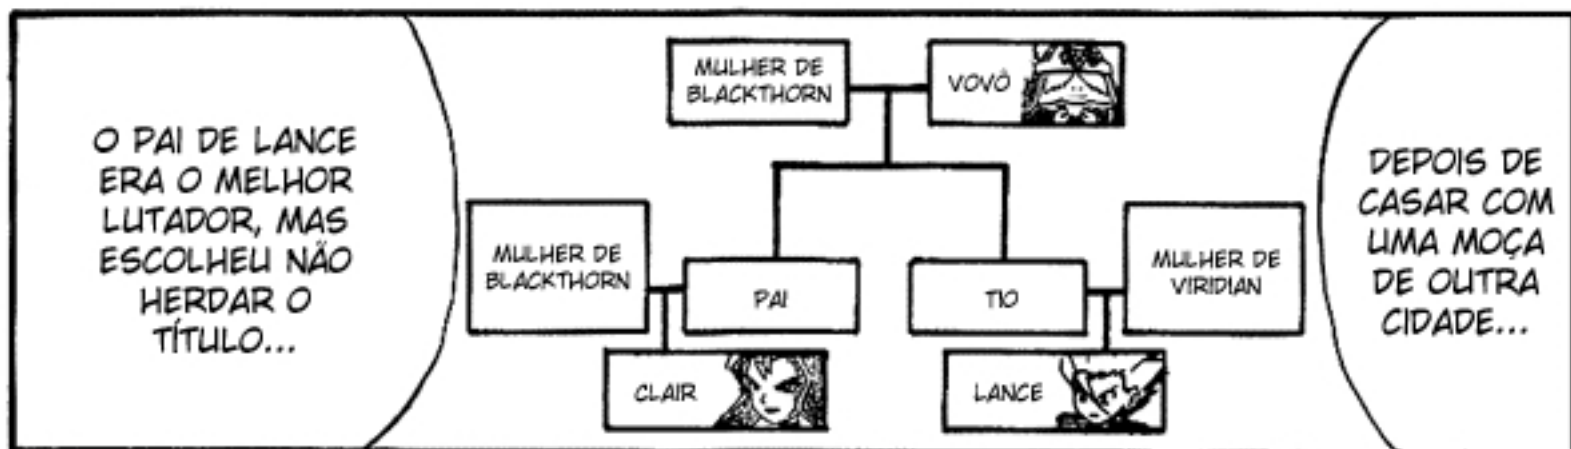 O PAI DE LANCE
ERA O MELHOR
LUTADOR, MAS
ESCOLHEU NÃO
HERDAR O
TÍTULO...
MULHER DE
BLACKTHORN
VOVÔ
MULHER DE
BLACKTHORN
PAI
TIO
MULHER DE
VIRIDIAN
CLAIR
LANCE
DEPOIS DE
CASAR COM
UMA MOÇA
DE OUTRA
CIDADE...